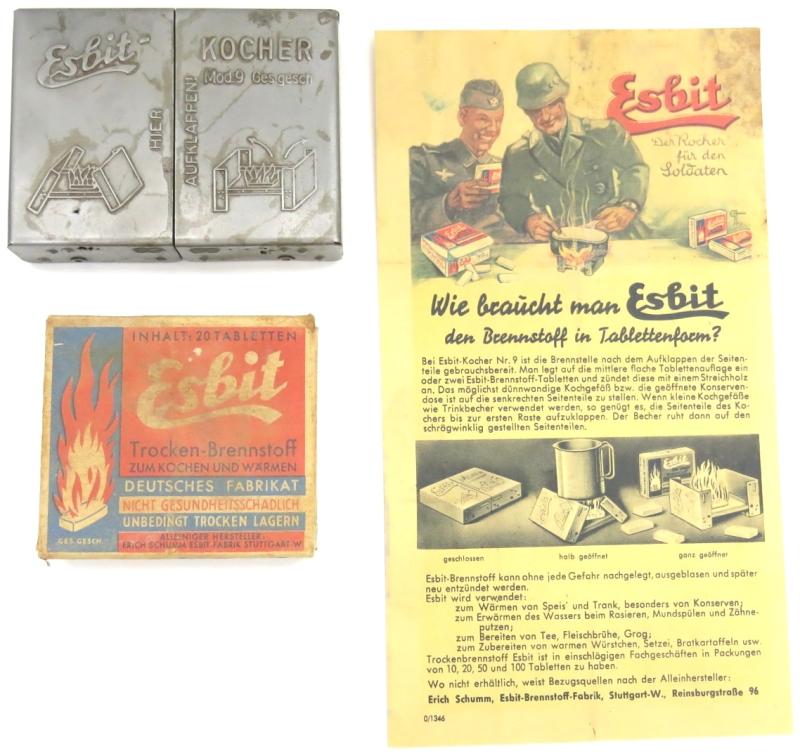 Esbit
KOCHER
Mod.9 Ges.gesch
HIER
AUFKLAPPEN!
INHALT: 20 TABLETTEN
Esbit
Trocken-Brennstoff
ZUM KOCHEN UND WÄRMEN
DEUTSCHES FABRIKAT
NICHT GESUNDHEITSSCHÄDLICH
UNBEDINGT TROCKEN LAGERN
GES. GESCH.
ALLEINIGER HERSTELLER:
ERICH SCHUMM ESBIT-FABRIK STUTTGART W
Esbit
Der Kocher
für den
Soldaten
Wie braucht man Esbit
den Brennstoff in Tablettenform?
Bei Esbit-Kocher Nr. 9 ist die Brennstelle nach dem Aufklappen der Seiten-
teile gebrauchsbereit. Man legt auf die mittlere flache Tablettenauflage ein
oder zwei Esbit-Brennstoff-Tabletten und zündet diese mit einem Streichholz
an. Das möglichst dünnwandige Kochgefäß bzw. die geöffnete Konserven-
dose ist auf die senkrechten Seitenteile zu stellen. Wenn kleine Kochgefäße
wie Trinkbecher verwendet werden, so genügt es, die Seitenteile des Ko-
chers bis zur ersten Raste aufzuklappen. Der Becher ruht dann auf den
schrägwinklig gestellten Seitenteilen.
Esbit
geschlossen halb geöffnet ganz geöffnet
Esbit-Brennstoff kann ohne jede Gefahr nachgelegt, ausgeblasen und später
neu entzündet werden.
Esbit wird verwendet:
zum Wärmen von Speis' und Trank, besonders von Konserven;
zum Erwärmen des Wassers beim Rasieren, Mundspülen und Zähne-
putzen;
zum Bereiten von Tee, Fleischbrühe, Grog;
zum Zubereiten von warmen Würstchen, Setzei, Bratkartoffeln usw.
Trockenbrennstoff Esbit ist in einschlägigen Fachgeschäften in Packungen
von 10, 20, 50 und 100 Tabletten zu haben.
Wo nicht erhältlich, weist Bezugsquellen nach der Alleinhersteller:
Erich Schumm, Esbit-Brennstoff-Fabrik, Stuttgart-W., Reinsburgstraße 96
0/1346